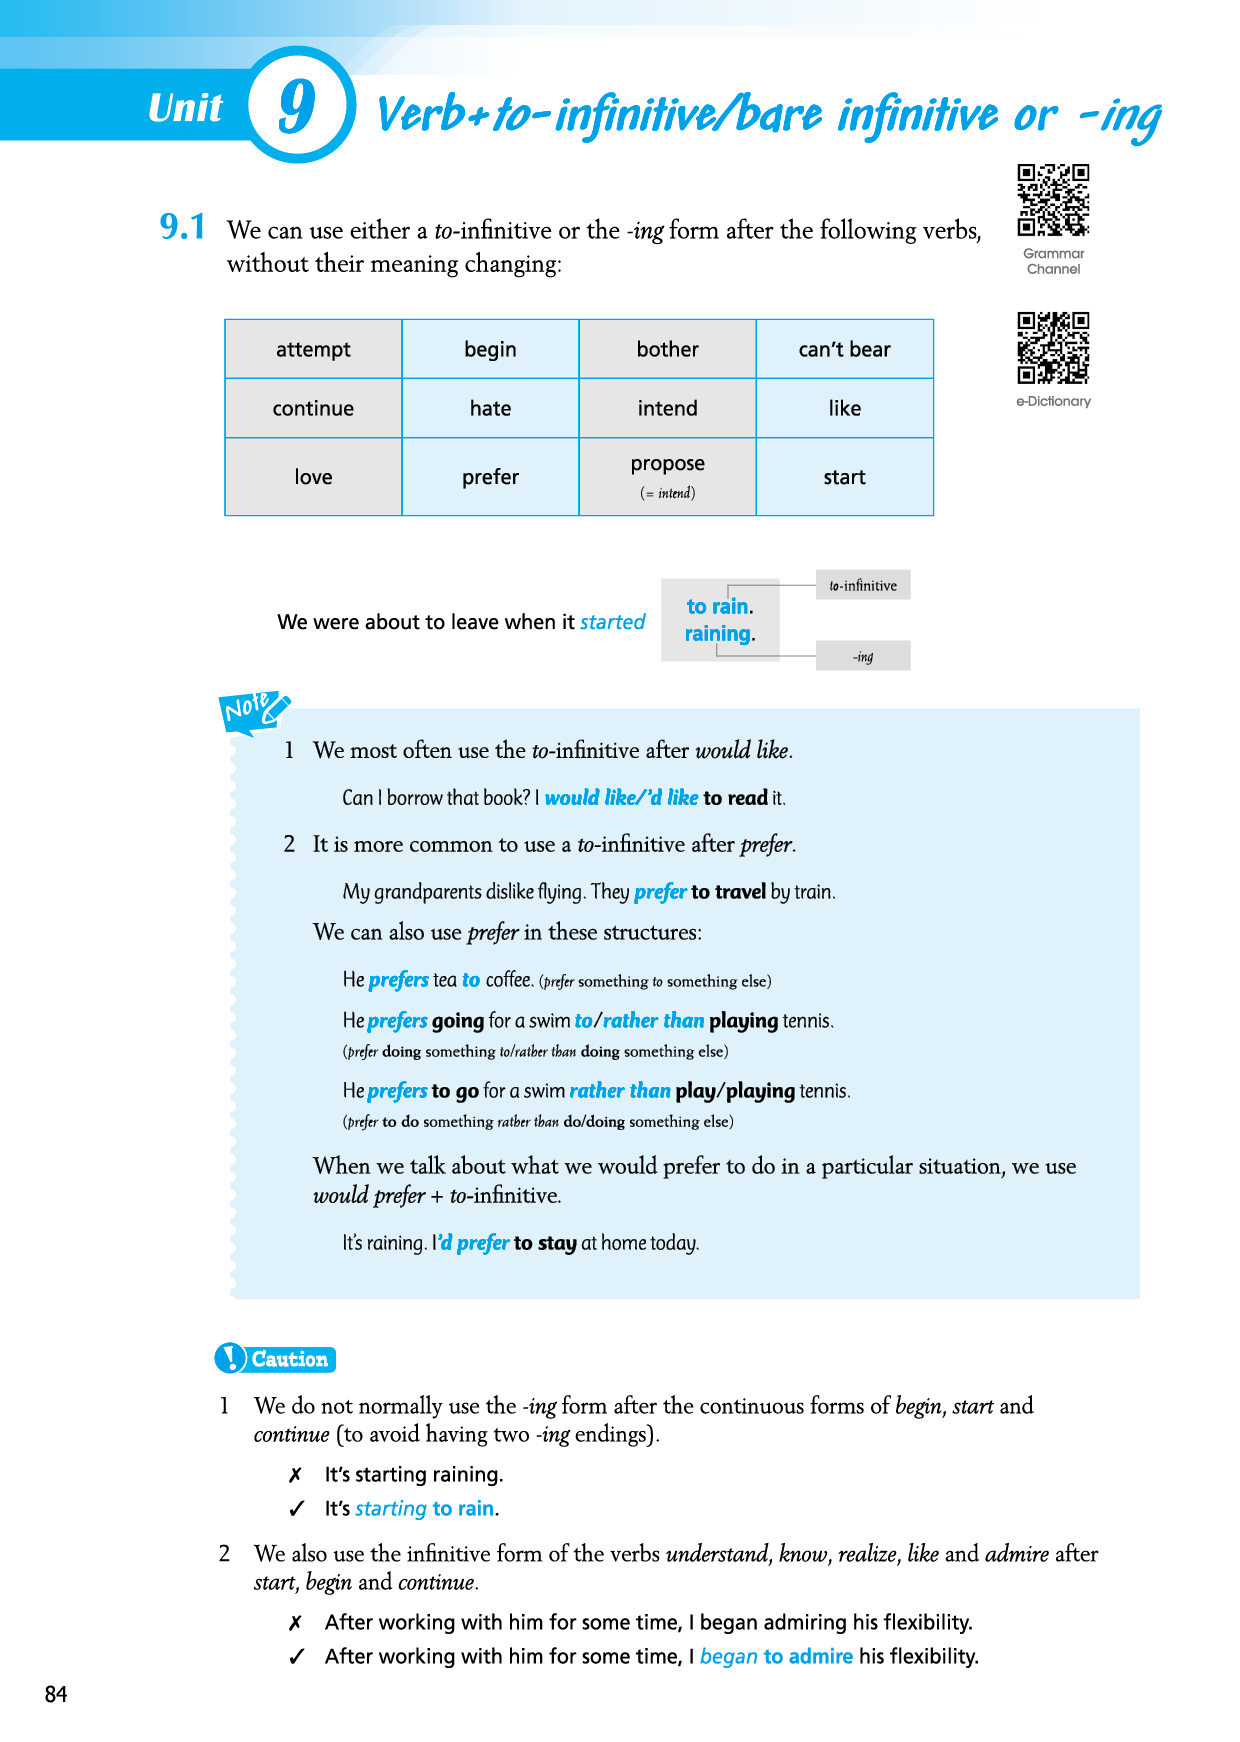 Unit 9 Verb+to-infinitive/bare infinitive or -ing
9.1 We can use either a to-infinitive or the -ing form after the following verbs,
without their meaning changing:
Grammar
Channel
e-Dictionary
attempt begin bother can't bear
continue hate intend like
love prefer propose (= intend) start
We were about to leave when it started
to rain.
raining.
to-infinitive
-ing
Note
1 We most often use the to-infinitive after would like.
Can I borrow that book? I would like/'d like to read it.
2 It is more common to use a to-infinitive after prefer.
My grandparents dislike flying. They prefer to travel by train.
We can also use prefer in these structures:
He prefers tea to coffee. (prefer something to something else)
He prefers going for a swim to/rather than playing tennis.
(prefer doing something to/rather than doing something else)
He prefers to go for a swim rather than play/playing tennis.
(prefer to do something rather than do/doing something else)
When we talk about what we would prefer to do in a particular situation, we use
would prefer + to-infinitive.
It's raining. I'd prefer to stay at home today.
! Caution
1 We do not normally use the -ing form after the continuous forms of begin, start and
continue (to avoid having two -ing endings).
✗ It's starting raining.
✓ It's starting to rain.
2 We also use the infinitive form of the verbs understand, know, realize, like and admire after
start, begin and continue.
✗ After working with him for some time, I began admiring his flexibility.
✓ After working with him for some time, I began to admire his flexibility.
84